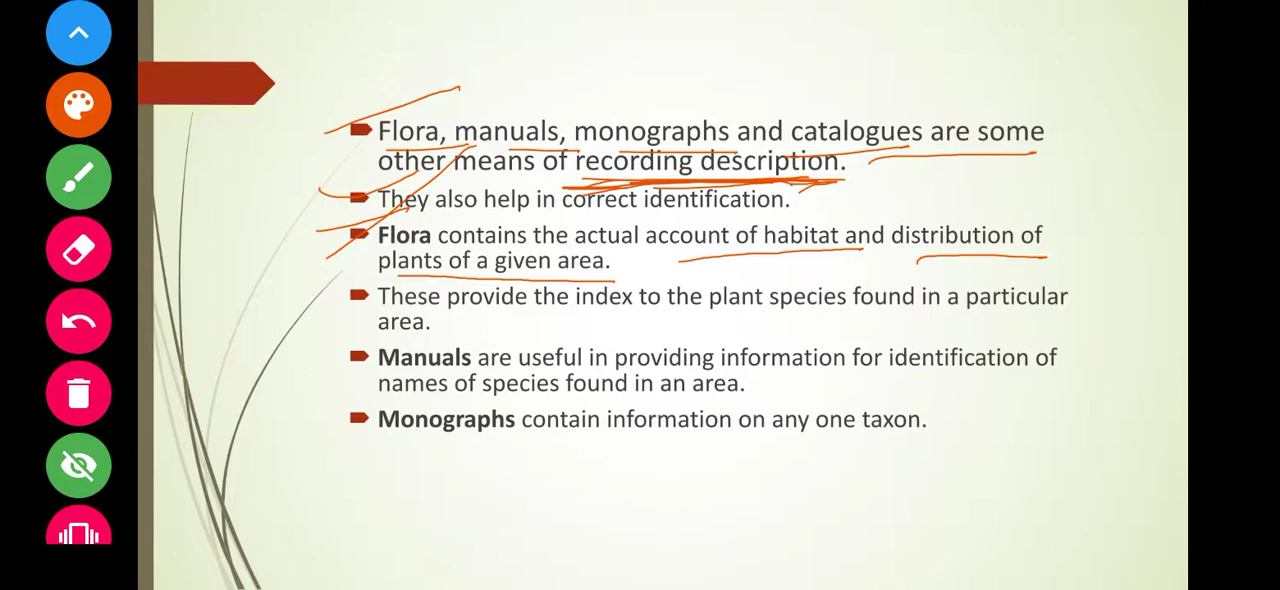 Flora, manuals, monographs and catalogues are some
other means of recording description.
They also help in correct identification.
Flora contains the actual account of habitat and distribution of
plants of a given area.
These provide the index to the plant species found in a particular
area.
Manuals are useful in providing information for identification of
names of species found in an area.
Monographs contain information on any one taxon.